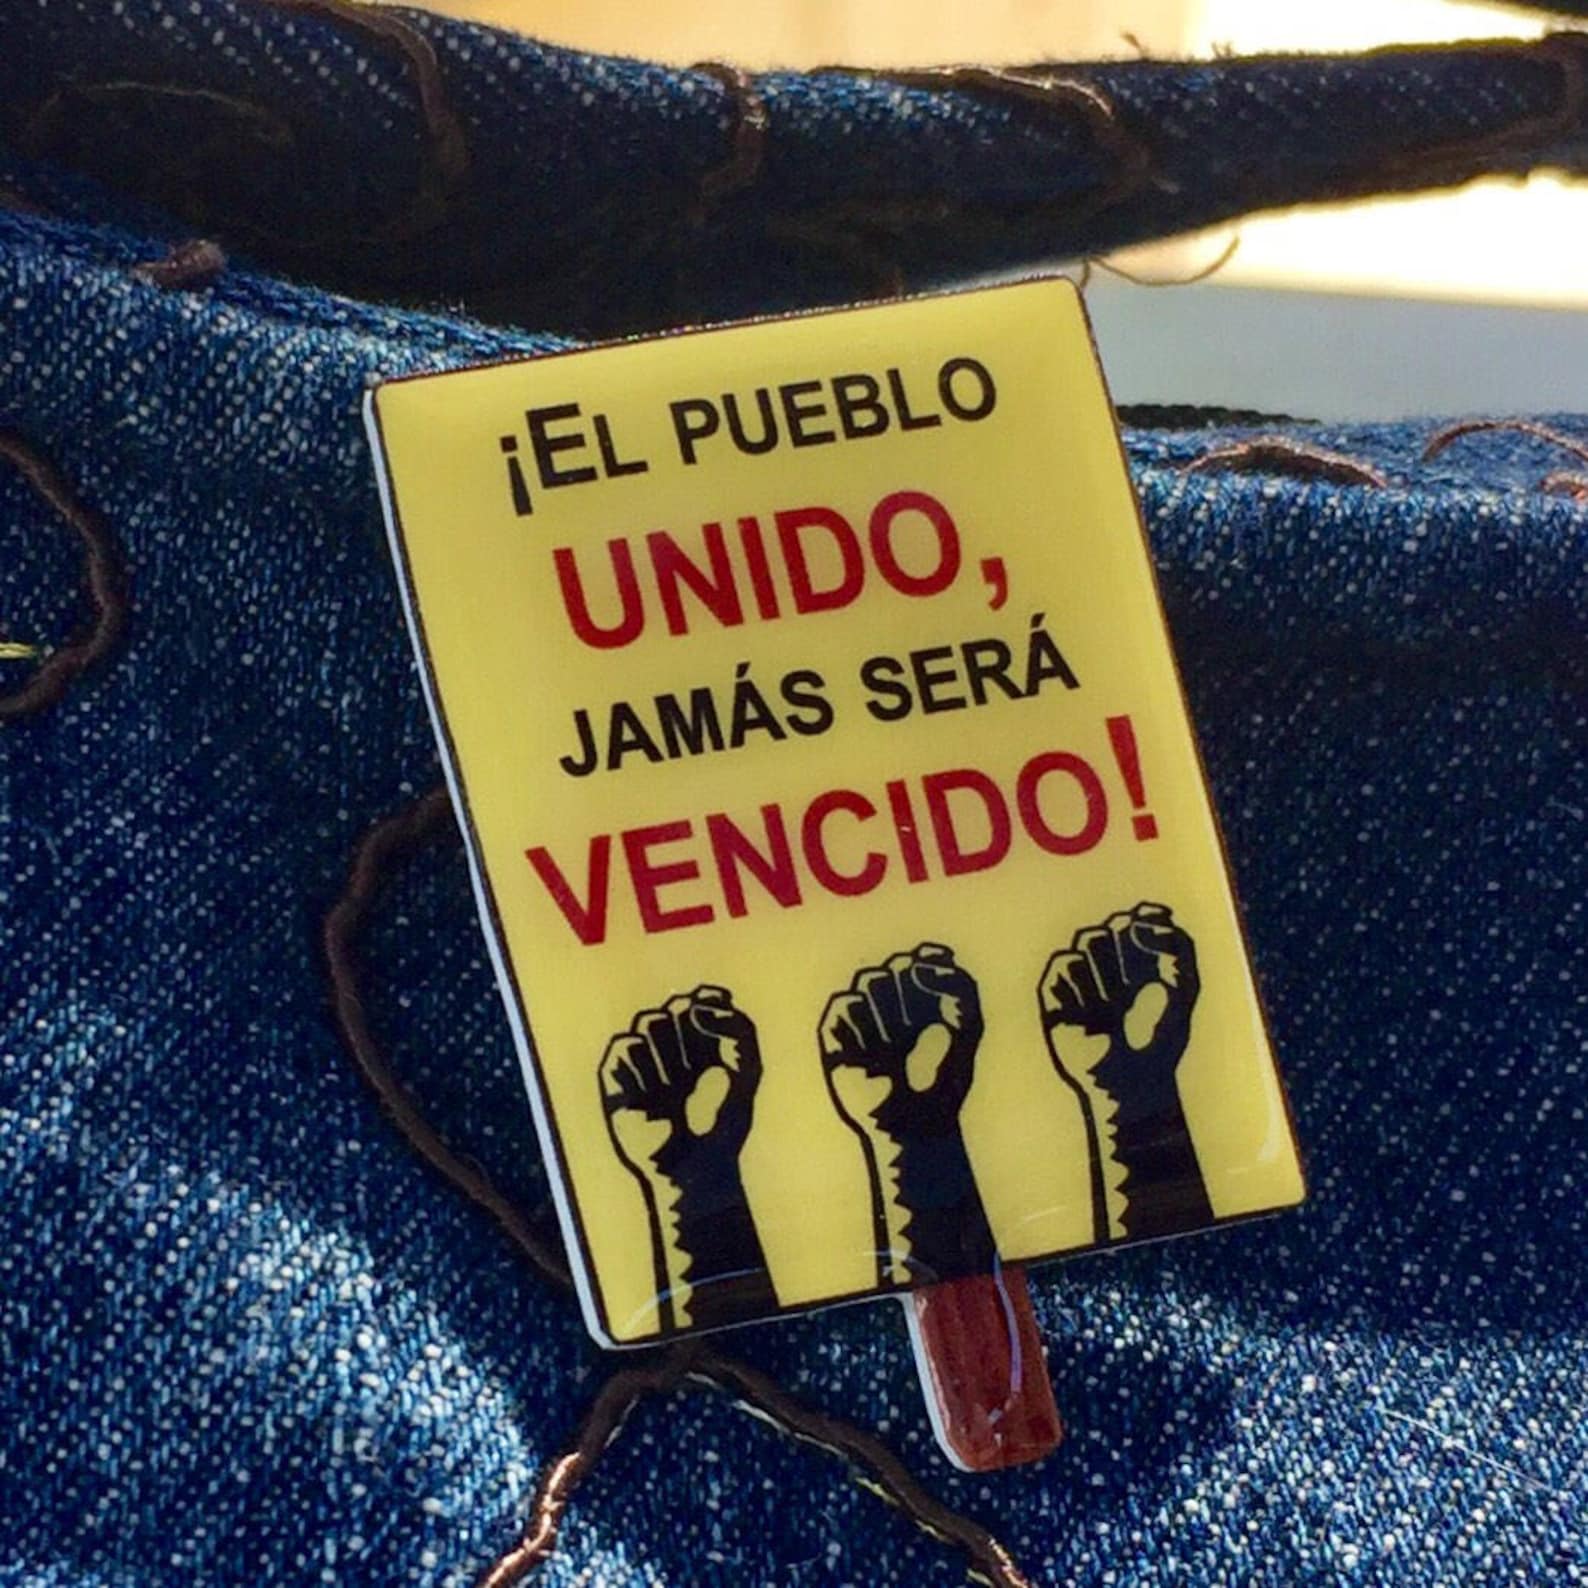 ¡EL PUEBLO
UNIDO,
JAMÁS SERÁ
VENCIDO!